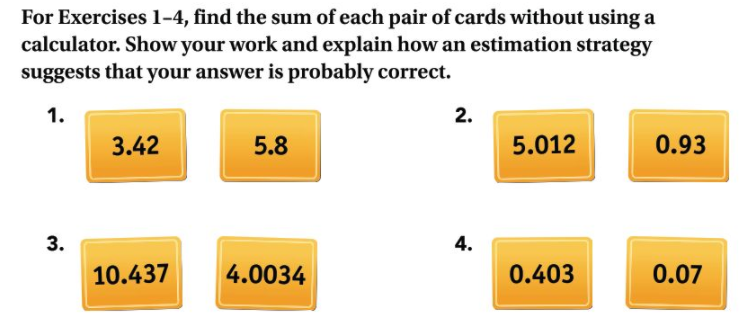 For Exercises 1–4, find the sum of each pair of cards without using a
calculator. Show your work and explain how an estimation strategy
suggests that your answer is probably correct.
1. 3.42 5.8
2. 5.012 0.93
3. 10.437 4.0034
4. 0.403 0.07